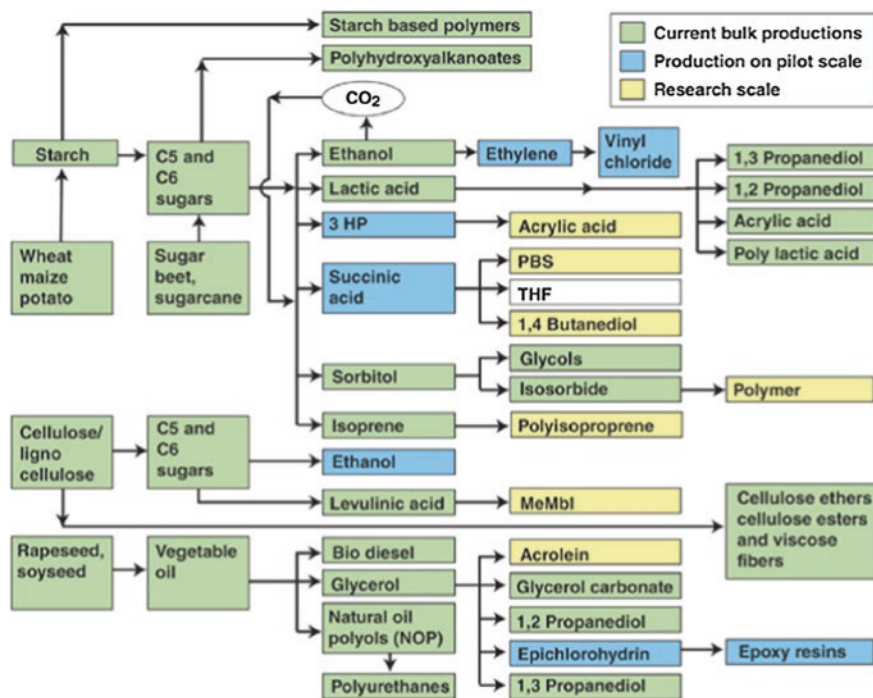 Starch based polymers
Polyhydroxyalkanoates
Current bulk productions
Production on pilot scale
Research scale
CO2
Starch
C5 and
C6
sugars
Ethanol
Ethylene
Vinyl
chloride
1,3 Propanediol
Lactic acid
1,2 Propanediol
3 HP
Acrylic acid
Acrylic acid
Wheat
maize
potato
Sugar
beet,
sugarcane
Succinic
acid
PBS
THF
1,4 Butanediol
Poly lactic acid
Sorbitol
Glycols
Isosorbide
Polymer
Isoprene
Polyisoproprene
Cellulose/
ligno
cellulose
C5 and
C6
sugars
Ethanol
Levulinic acid
MeMbl
Cellulose ethers
cellulose esters
and viscose
fibers
Rapeseed,
soyseed
Vegetable
oil
Bio diesel
Glycerol
Natural oil
polyols (NOP)
Polyurethanes
Acrolein
Glycerol carbonate
1,2 Propanediol
Epichlorohydrin
Epoxy resins
1,3 Propanediol